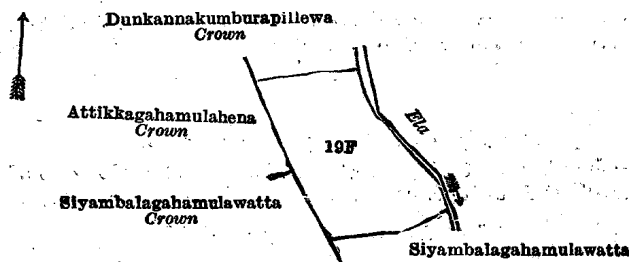 Dunkannakumburapillewa
Crown
Attikkagahamulahena
Crown
Ela
19F
Siyambalagahamulawatta
Crown
Siyambalagahamulawatta